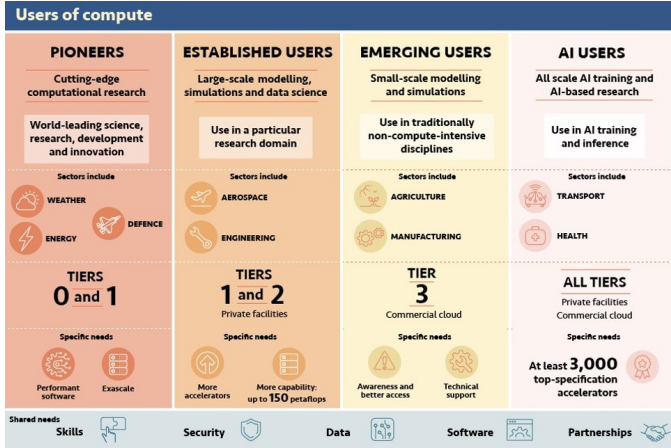 Users of compute
PIONEERS
Cutting-edge
computational research
World-leading science,
research, development
and innovation
Sectors include
WEATHER
DEFENCE
ENERGY
TIERS
0 and 1
Specific needs
Performant
software
Exascale
ESTABLISHED USERS
Large-scale modelling,
simulations and data science
Use in a particular
research domain
Sectors include
AEROSPACE
ENGINEERING
TIERS
1 and 2
Private facilities
Specific needs
More
accelerators
More capability:
up to 150 petaflops
EMERGING USERS
Small-scale modelling
and simulations
Use in traditionally
non-compute-intensive
disciplines
Sectors include
AGRICULTURE
MANUFACTURING
TIER
3
Commercial cloud
Specific needs
Awareness and
better access
Technical
support
AI USERS
All scale AI training and
AI-based research
Use in AI training
and inference
Sectors include
TRANSPORT
HEALTH
ALL TIERS
Private facilities
Commercial cloud
Specific needs
At least 3,000
top-specification
accelerators
Shared needs
Skills
Security
Data
Software
Partnerships